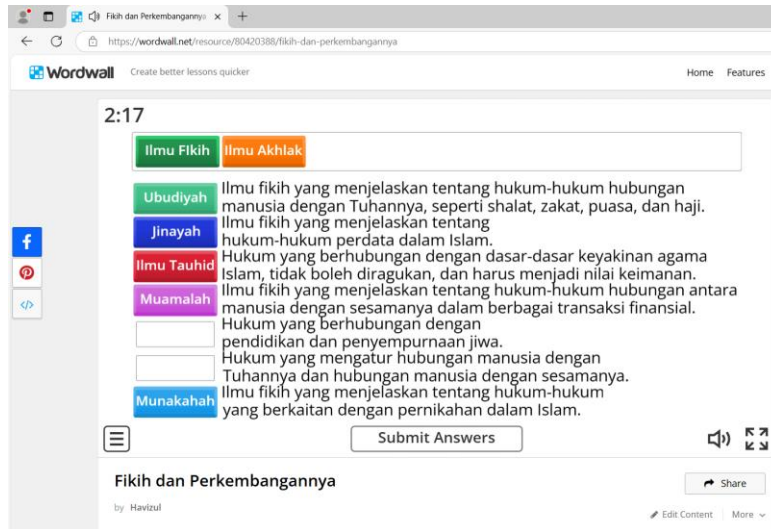 Fikih dan Perkembangannya
https://wordwall.net/resource/80420388/fikih-dan-perkembangannya
Wordwall Create better lessons quicker Home Features
2:17
Ilmu FIkih Ilmu Akhlak
Ubudiyah
Ilmu fikih yang menjelaskan tentang hukum-hukum hubungan
manusia dengan Tuhannya, seperti shalat, zakat, puasa, dan haji.
Jinayah
Ilmu fikih yang menjelaskan tentang
hukum-hukum perdata dalam Islam.
Ilmu Tauhid
Hukum yang berhubungan dengan dasar-dasar keyakinan agama
Islam, tidak boleh diragukan, dan harus menjadi nilai keimanan.
Muamalah
Ilmu fikih yang menjelaskan tentang hukum-hukum hubungan antara
manusia dengan sesamanya dalam berbagai transaksi finansial.
Hukum yang berhubungan dengan
pendidikan dan penyempurnaan jiwa.
Hukum yang mengatur hubungan manusia dengan
Tuhannya dan hubungan manusia dengan sesamanya.
Munakahah
Ilmu fikih yang menjelaskan tentang hukum-hukum
yang berkaitan dengan pernikahan dalam Islam.
Submit Answers
Fikih dan Perkembangannya
Share
by Havizul
Edit Content More